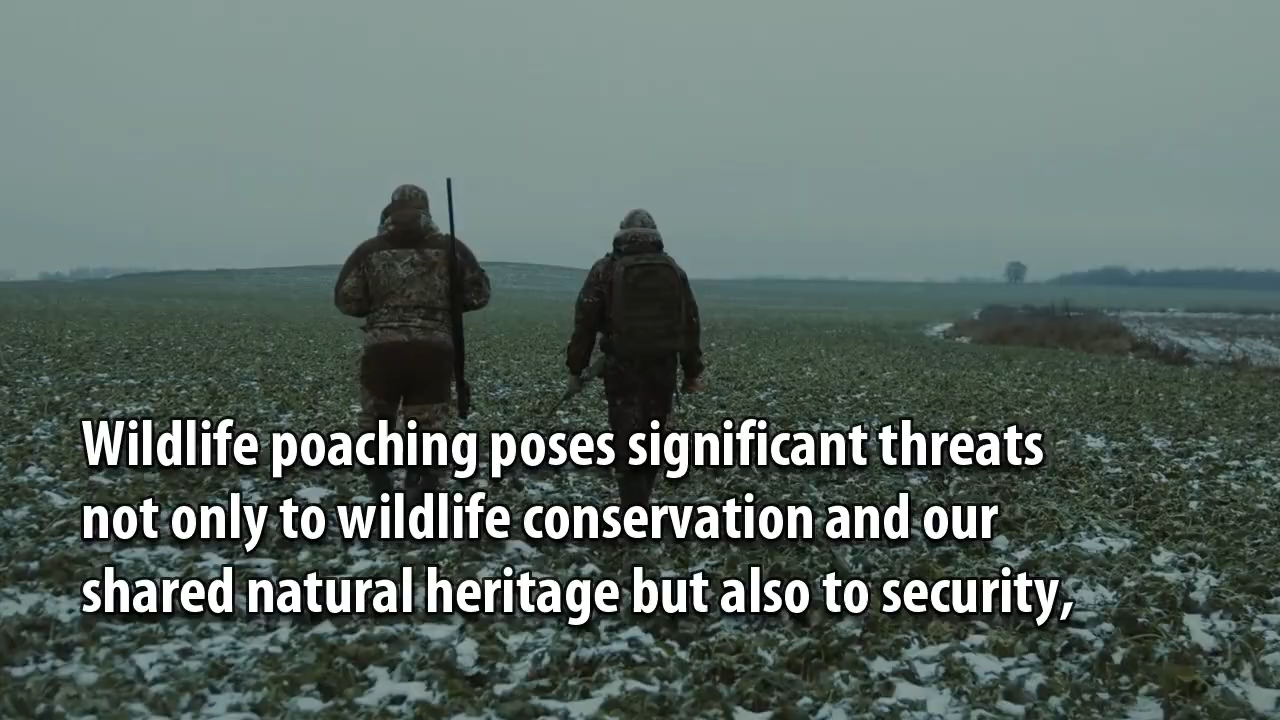 Wildlife poaching poses significant threats
not only to wildlife conservation and our
shared natural heritage but also to security,